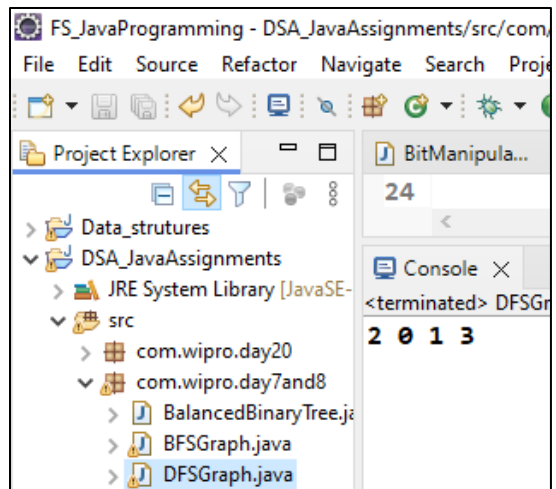 FS_JavaProgramming - DSA_JavaAssignments/src/com/
File Edit Source Refactor Navigate Search Proje
Project Explorer
BitManipula...
24
Data_strutures
DSA_JavaAssignments
JRE System Library [JavaSE-
src
com.wipro.day20
com.wipro.day7and8
BalancedBinaryTree.ja
BFSGraph.java
DFSGraph.java
Console
<terminated> DFSGr
2 0 1 3